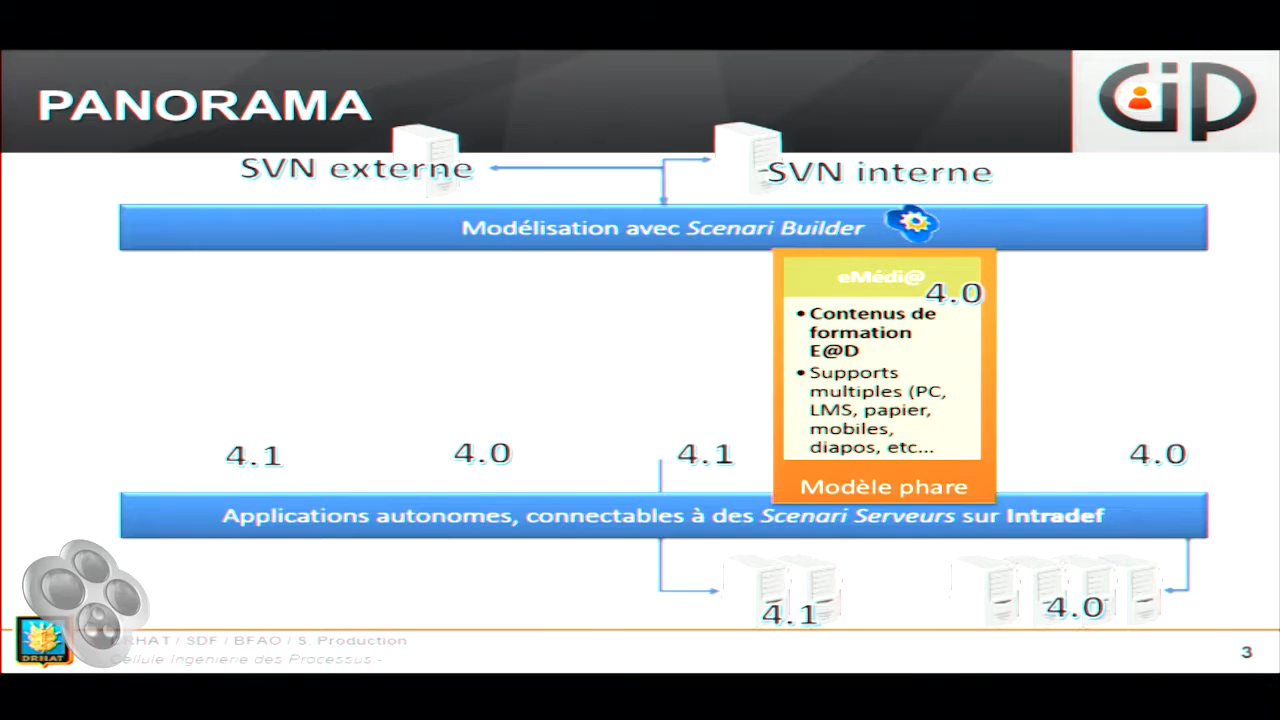 PANORAMA
CIP
SVN externe
SVN interne
Modélisation avec Scenari Builder
eMédi@
4.0
• Contenus de
formation
E@D
• Supports
multiples (PC,
LMS, papier,
mobiles,
diapos, etc...
4.1
4.0
4.1
4.0
Modèle phare
Applications autonomes, connectables à des Scenari Serveurs sur Intradef
4.1
4.0
DRHAT
DRHAT / SDF / BFAO / S. Production
Cellule Ingenierie des Processus -
3